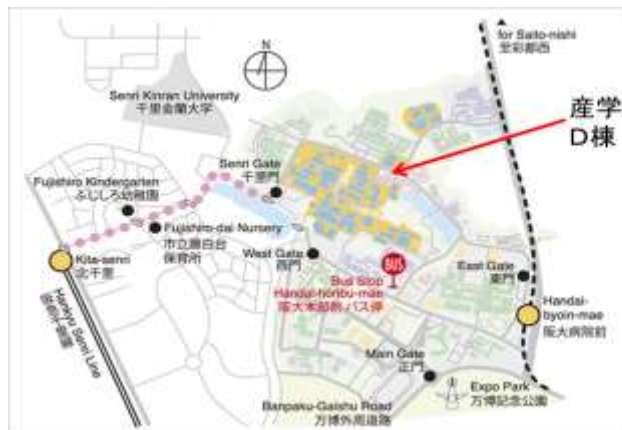 for Saito-nishi
至彩都西
N
Senri Kinran University
千里金蘭大学
産学
D棟
Senri Gate
千里門
Fujishiro Kindergarten
ふじしろ幼稚園
Fujishiro-dai Nursery
市立藤白台
保育所
West Gate
西門
BUS
Bus Stop
Handai-honbu-mae
阪大本部前 バス停
East Gate
東門
Kita-senri
北千里
Handai-
byoin-mae
阪大病院前
Hankyu Senri Line
Main Gate
正門
Expo Park
万博記念公園
Banpaku-Gaishu Road
万博外周道路